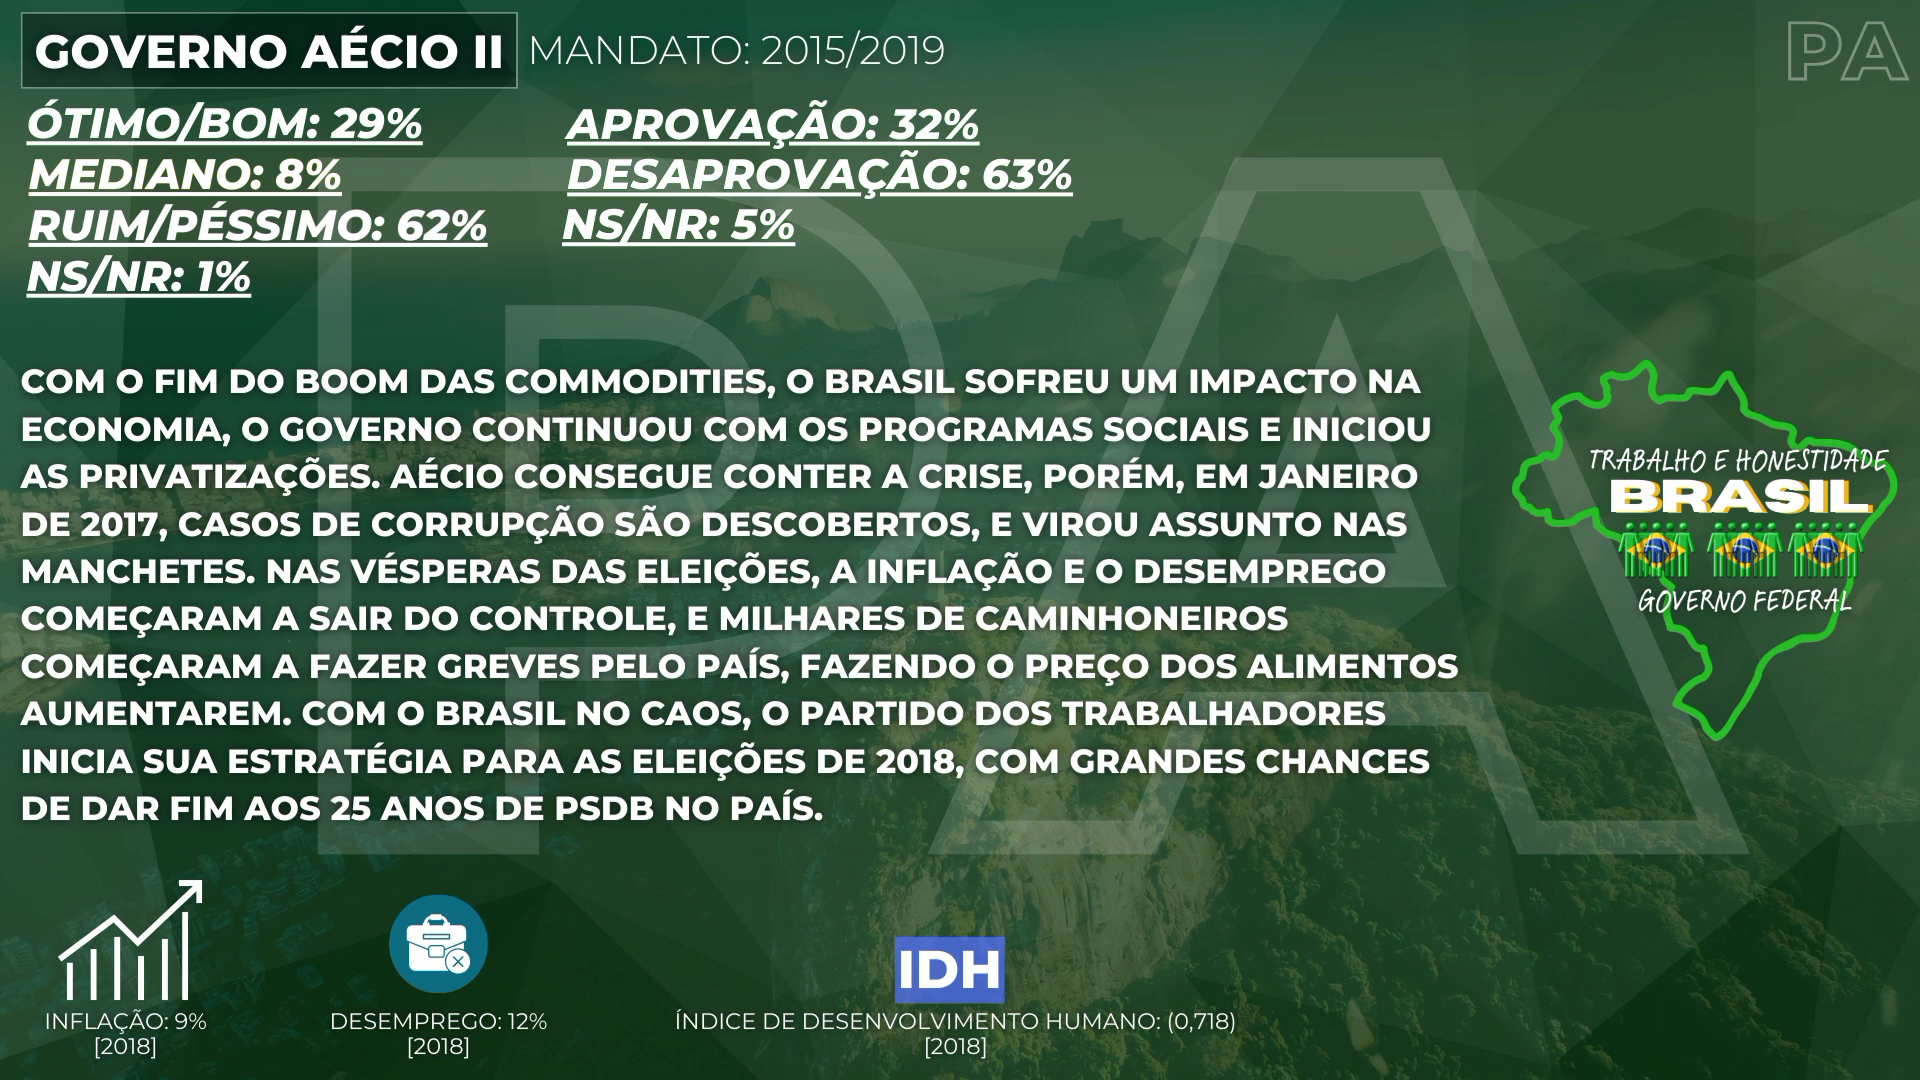 GOVERNO AÉCIO II MANDATO: 2015/2019
PA
ÓTIMO/BOM: 29%
MEDIANO: 8%
RUIM/PÉSSIMO: 62%
NS/NR: 1%
APROVAÇÃO: 32%
DESAPROVAÇÃO: 63%
NS/NR: 5%
PA
COM O FIM DO BOOM DAS COMMODITIES, O BRASIL SOFREU UM IMPACTO NA
ECONOMIA, O GOVERNO CONTINUOU COM OS PROGRAMAS SOCIAIS E INICIOU
AS PRIVATIZAÇÕES. AÉCIO CONSEGUE CONTER A CRISE, PORÉM, EM JANEIRO
DE 2017, CASOS DE CORRUPÇÃO SÃO DESCOBERTOS, E VIROU ASSUNTO NAS
MANCHETES. NAS VÉSPERAS DAS ELEIÇÕES, A INFLAÇÃO E O DESEMPREGO
COMEÇARAM A SAIR DO CONTROLE, E MILHARES DE CAMINHONEIROS
COMEÇARAM A FAZER GREVES PELO PAÍS, FAZENDO O PREÇO DOS ALIMENTOS
AUMENTAREM. COM O BRASIL NO CAOS, O PARTIDO DOS TRABALHADORES
INICIA SUA ESTRATÉGIA PARA AS ELEIÇÕES DE 2018, COM GRANDES CHANCES
DE DAR FIM AOS 25 ANOS DE PSDB NO PAÍS.
TRABALHO E HONESTIDADE
BRASIL
GOVERNO FEDERAL
INFLAÇÃO: 9%
[2018]
DESEMPREGO: 12%
[2018]
IDH
ÍNDICE DE DESENVOLVIMENTO HUMANO: (0,718)
[2018]